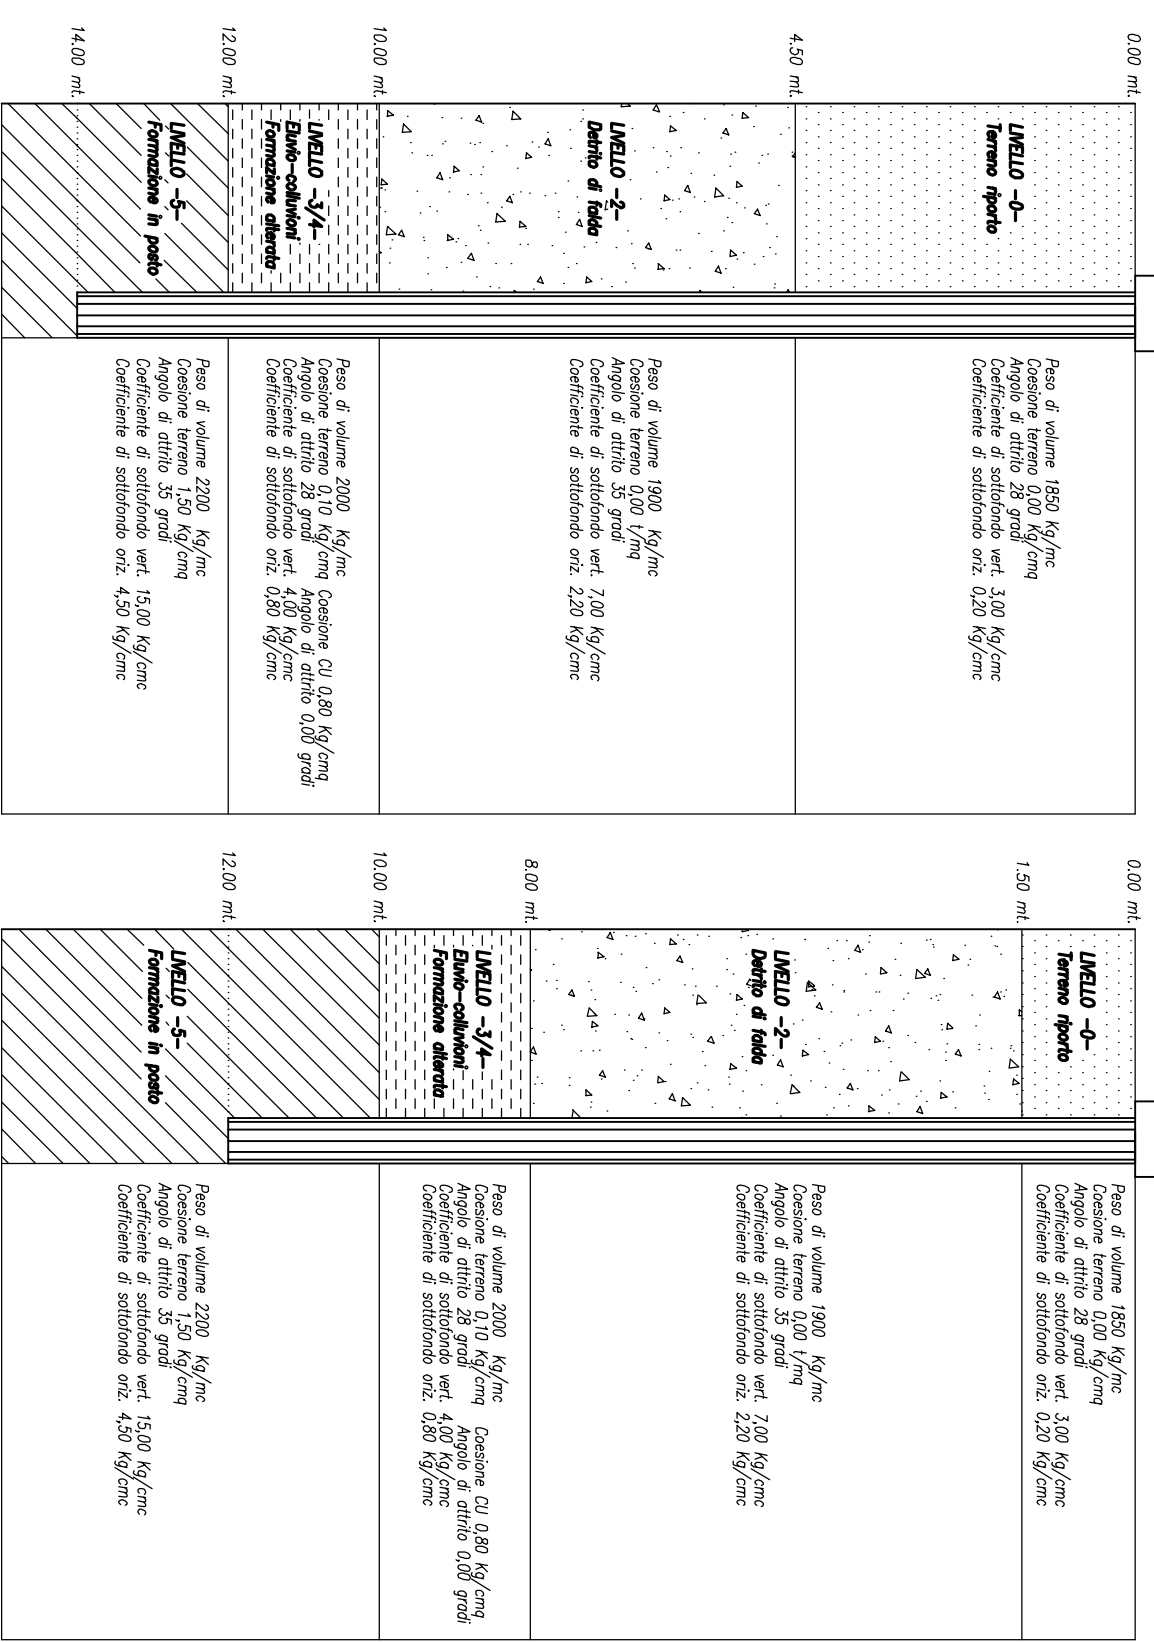 0.00 mt.
LIVELLO -0-
Terreno riporto
Peso di volume 1850 Kg/mc
Coesione terreno 0,00 Kg/cmq
Angolo di attrito 28 gradi
Coefficiente di sottofondo vert. 3,00 Kg/cmc
Coefficiente di sottofondo oriz. 0,20 Kg/cmc
4.50 mt.
LIVELLO -2-
Detrito di falda
Peso di volume 1900 Kg/mc
Coesione terreno 0,00 t/mq
Angolo di attrito 35 gradi
Coefficiente di sottofondo vert. 7,00 Kg/cmc
Coefficiente di sottofondo oriz. 2,20 Kg/cmc
10.00 mt.
LIVELLO -3/4-
Eluvio-colluvioni
Formazione alterata
Peso di volume 2000 Kg/mc
Coesione terreno 0,10 Kg/cmq Coesione CU 0,80 Kg/cmq
Angolo di attrito 28 gradi Angolo di attrito 0,00 gradi
Coefficiente di sottofondo vert. 4,00 Kg/cmc
Coefficiente di sottofondo oriz. 0,80 Kg/cmc
12.00 mt.
LIVELLO -5-
Formazione in posto
Peso di volume 2200 Kg/mc
Coesione terreno 1,50 Kg/cmq
Angolo di attrito 35 gradi
Coefficiente di sottofondo vert. 15,00 Kg/cmc
Coefficiente di sottofondo oriz. 4,50 Kg/cmc
14.00 mt.
0.00 mt.
LIVELLO -0-
Terreno riporto
Peso di volume 1850 Kg/mc
Coesione terreno 0,00 Kg/cmq
Angolo di attrito 28 gradi
Coefficiente di sottofondo vert. 3,00 Kg/cmc
Coefficiente di sottofondo oriz. 0,20 Kg/cmc
1.50 mt.
LIVELLO -2-
Detrito di falda
Peso di volume 1900 Kg/mc
Coesione terreno 0,00 t/mq
Angolo di attrito 35 gradi
Coefficiente di sottofondo vert. 7,00 Kg/cmc
Coefficiente di sottofondo oriz. 2,20 Kg/cmc
8.00 mt.
LIVELLO -3/4-
Eluvio-colluvioni
Formazione alterata
Peso di volume 2000 Kg/mc
Coesione terreno 0,10 Kg/cmq Coesione CU 0,80 Kg/cmq
Angolo di attrito 28 gradi Angolo di attrito 0,00 gradi
Coefficiente di sottofondo vert. 4,00 Kg/cmc
Coefficiente di sottofondo oriz. 0,80 Kg/cmc
10.00 mt.
LIVELLO -5-
Formazione in posto
Peso di volume 2200 Kg/mc
Coesione terreno 1,50 Kg/cmq
Angolo di attrito 35 gradi
Coefficiente di sottofondo vert. 15,00 Kg/cmc
Coefficiente di sottofondo oriz. 4,50 Kg/cmc
12.00 mt.